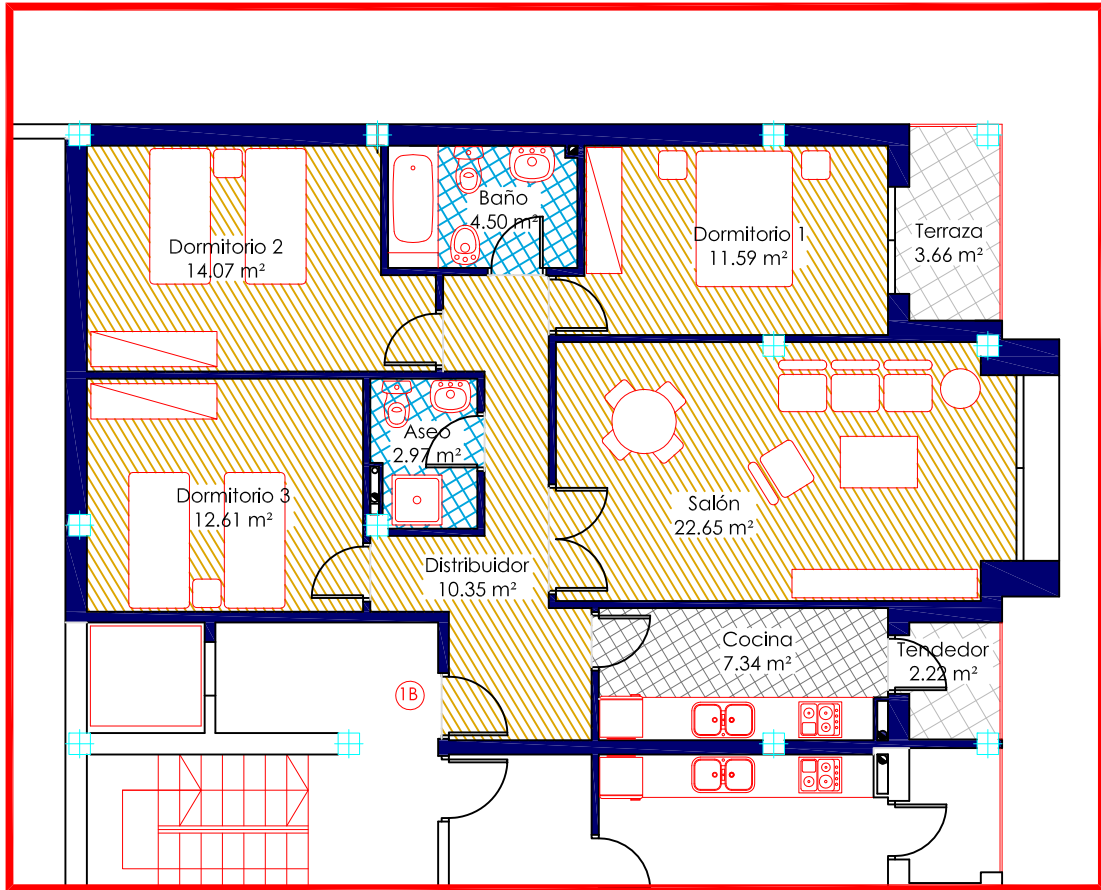 Baño
4.50 m²
Dormitorio 2
14.07 m²
Dormitorio 1
11.59 m²
Terraza
3.66 m²
Aseo
2.97 m²
Dormitorio 3
12.61 m²
Salón
22.65 m²
Distribuidor
10.35 m²
Cocina
7.34 m²
Tendedor
2.22 m²
1B